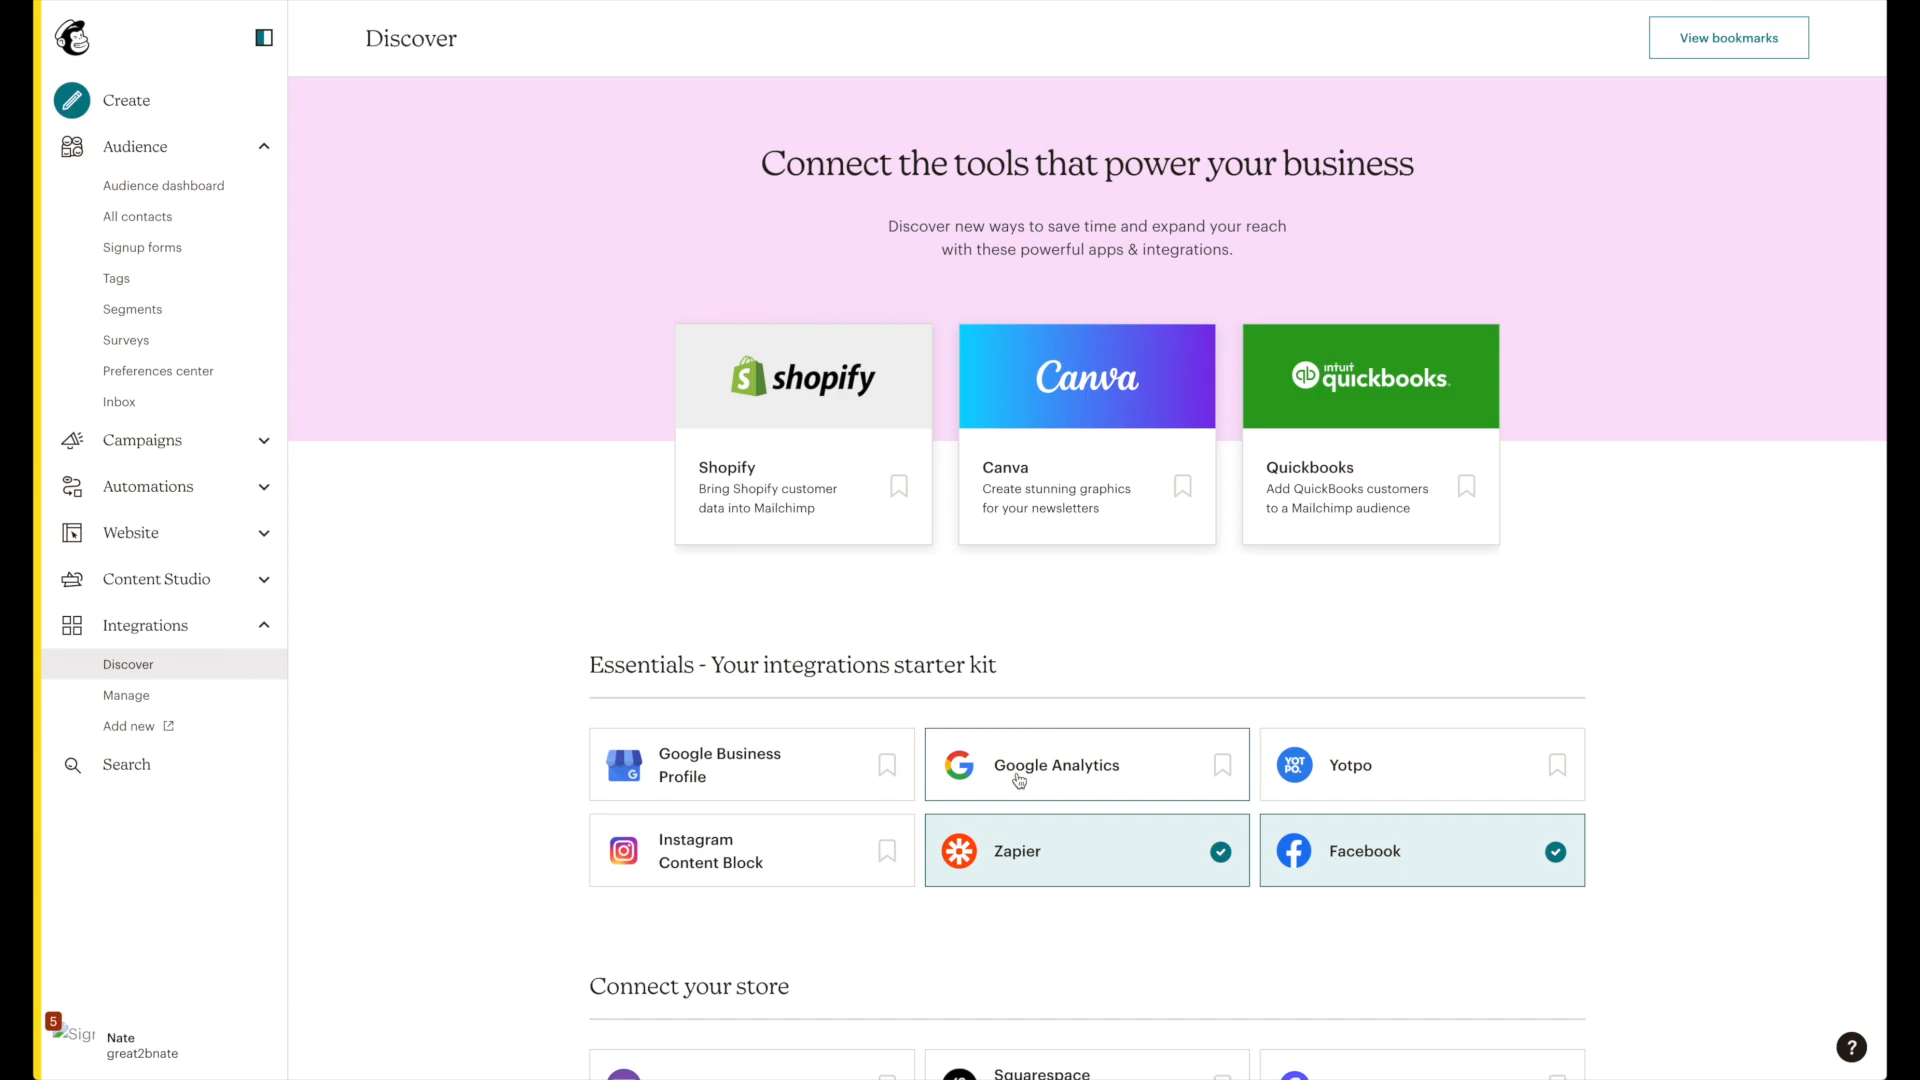 Discover
View bookmarks
Create
Audience
Audience dashboard
All contacts
Signup forms
Tags
Segments
Surveys
Preferences center
Inbox
Campaigns
Automations
Website
Content Studio
Integrations
Discover
Manage
Add new
Search
5
Sign
Nate
great2bnate
Connect the tools that power your business
Discover new ways to save time and expand your reach
with these powerful apps & integrations.
shopify
Shopify
Bring Shopify customer
data into Mailchimp
Canva
Canva
Create stunning graphics
for your newsletters
qb intuit quickbooks.
Quickbooks
Add QuickBooks customers
to a Mailchimp audience
Essentials - Your integrations starter kit
Google Business
Profile
Google Analytics
YOT
PO.
Yotpo
Instagram
Content Block
Zapier
Facebook
Connect your store
Squarespace
?